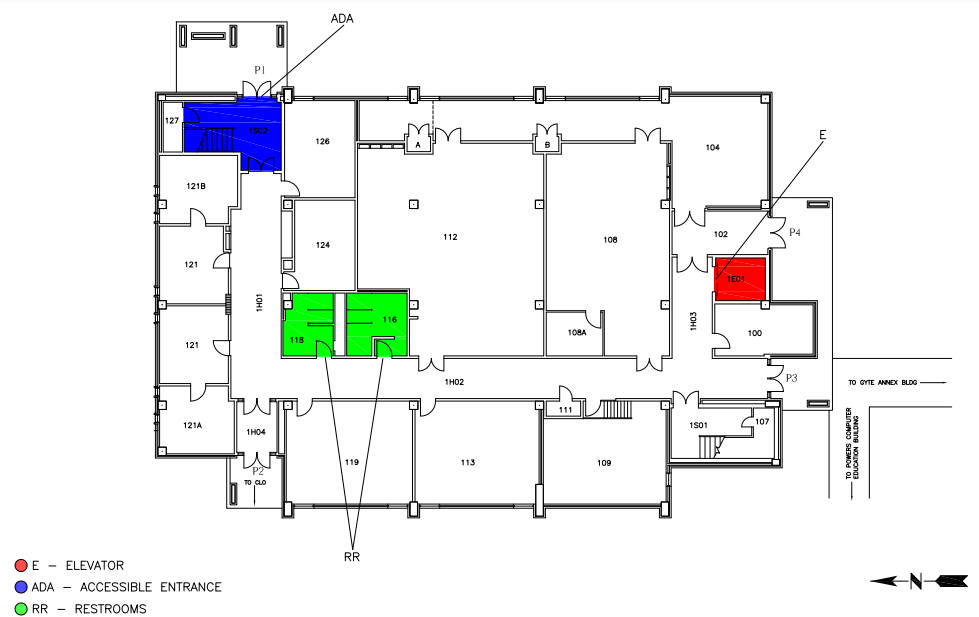 ADA
P1
127
1S02
126
A
B
104
E
121B
102
P4
124
112
108
121
1E01
1H01
1H03
116
108A
100
118
121
1H02
P3
TO GYTE ANNEX BLDG
111
121A
1H04
1S01
107
TO POWERS COMPUTER
EDUCATION BUILDING
119
113
109
P2
TO CLO
RR
E – ELEVATOR
ADA – ACCESSIBLE ENTRANCE
RR – RESTROOMS
N